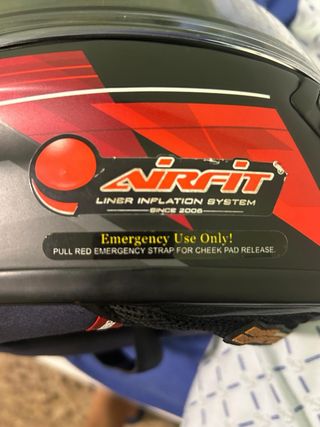 AIRFIT
LINER INFLATION SYSTEM
SINCE 2006
Emergency Use Only!
PULL RED EMERGENCY STRAP FOR CHEEK PAD RELEASE.